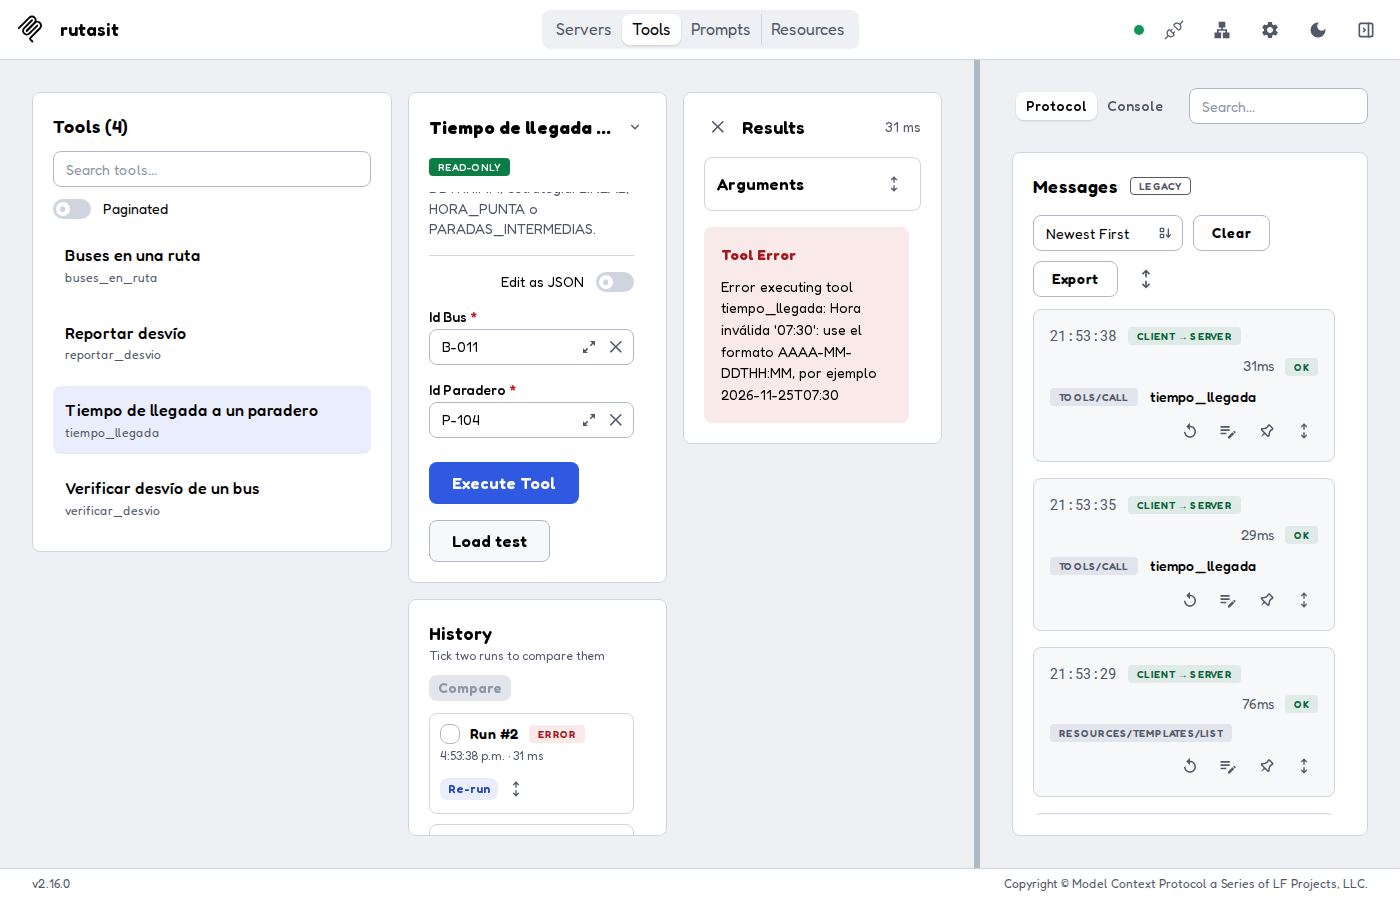 rutasit
Servers
Tools
Prompts
Resources
Tools (4)
Search tools...
Paginated
Buses en una ruta
buses_en_ruta
Reportar desvío
reportar_desvio
Tiempo de llegada a un paradero
tiempo_llegada
Verificar desvío de un bus
verificar_desvio
Tiempo de llegada ...
READ-ONLY
HORA_PUNTA o
PARADAS_INTERMEDIAS.
Edit as JSON
Id Bus *
B-011
Id Paradero *
P-104
Execute Tool
Load test
History
Tick two runs to compare them
Compare
Run #2
ERROR
4:53:38 p.m. · 31 ms
Re-run
Results
31 ms
Arguments
Tool Error
Error executing tool
tiempo_llegada: Hora
inválida '07:30': use el
formato AAAA-MM-
DDTHH:MM, por ejemplo
2026-11-25T07:30
Protocol
Console
Search...
Messages
LEGACY
Newest First
Clear
Export
21:53:38
CLIENT → SERVER
31ms
OK
TOOLS/CALL
tiempo_llegada
21:53:35
CLIENT → SERVER
29ms
OK
TOOLS/CALL
tiempo_llegada
21:53:29
CLIENT → SERVER
76ms
OK
RESOURCES/TEMPLATES/LIST
v2.16.0
Copyright © Model Context Protocol a Series of LF Projects, LLC.